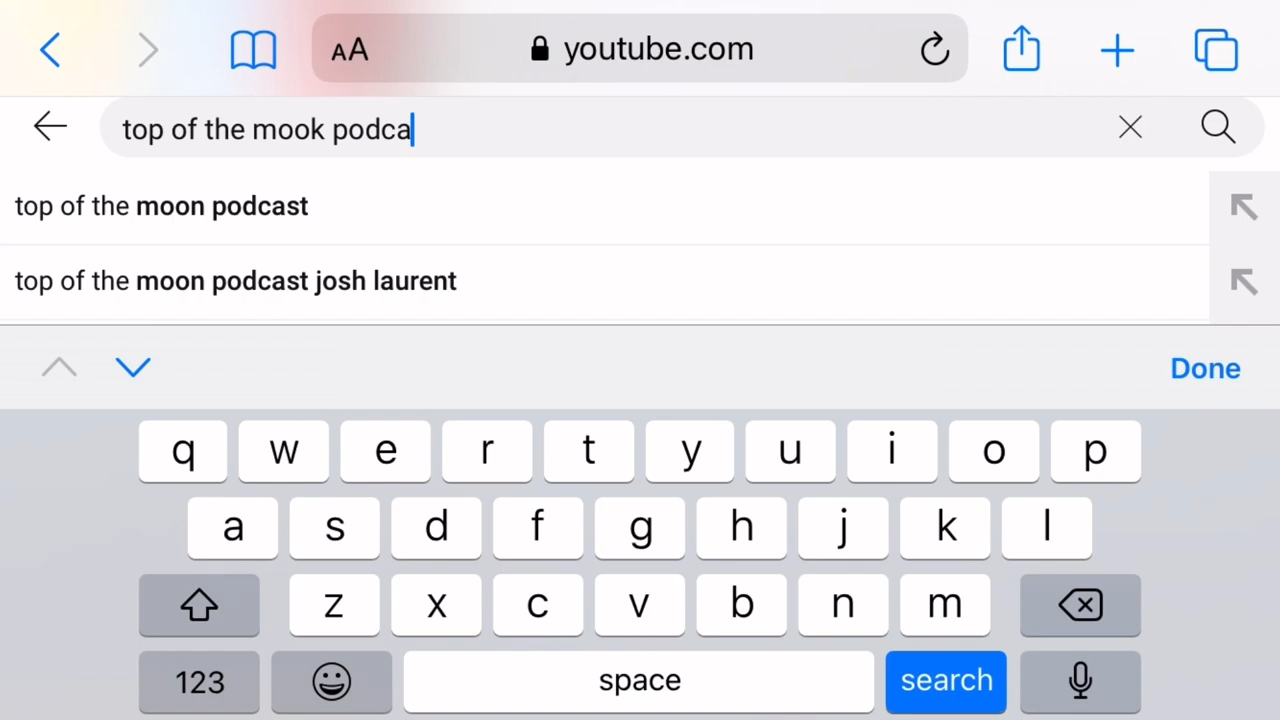 AA youtube.com
top of the mook podca
top of the moon podcast
top of the moon podcast josh laurent
Done
q w e r t y u i o p
a s d f g h j k l
z x c v b n m
123 space search